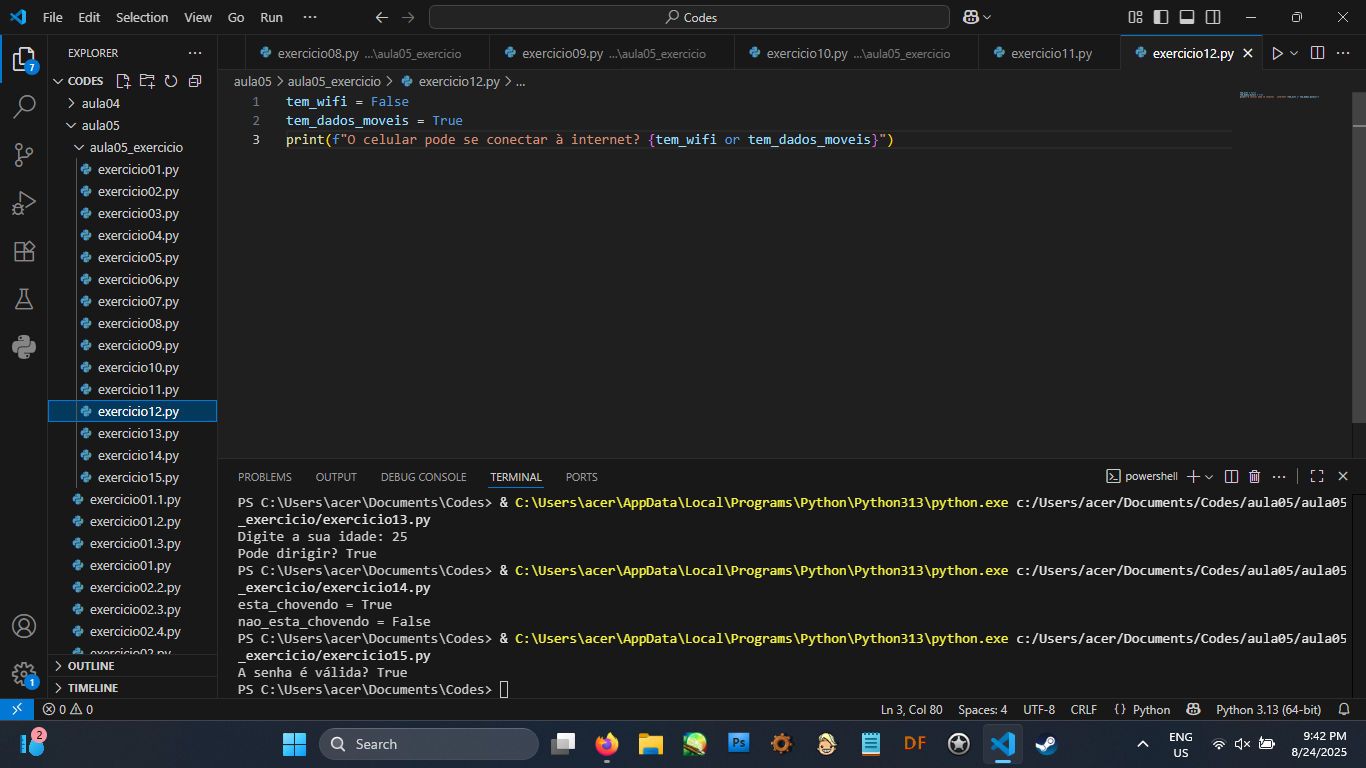 File Edit Selection View Go Run ··· Codes
EXPLORER ···
exercicio08.py ...\aula05_exercicio exercicio09.py ...\aula05_exercicio exercicio10.py ...\aula05_exercicio exercicio11.py exercicio12.py
CODES
aula05 > aula05_exercicio > exercicio12.py > ...
aula04
aula05
aula05_exercicio
exercicio01.py
exercicio02.py
exercicio03.py
exercicio04.py
exercicio05.py
exercicio06.py
exercicio07.py
exercicio08.py
exercicio09.py
exercicio10.py
exercicio11.py
exercicio12.py
exercicio13.py
exercicio14.py
exercicio15.py
exercicio01.1.py
exercicio01.2.py
exercicio01.3.py
exercicio01.py
exercicio02.2.py
exercicio02.3.py
exercicio02.4.py
exercicio02.py
OUTLINE
TIMELINE
7
1
1 tem_wifi = False
2 tem_dados_moveis = True
3 print(f"O celular pode se conectar à internet? {tem_wifi or tem_dados_moveis}")
PROBLEMS OUTPUT DEBUG CONSOLE TERMINAL PORTS powershell
PS C:\Users\acer\Documents\Codes> & C:\Users\acer\AppData\Local\Programs\Python\Python313\python.exe c:/Users/acer/Documents/Codes/aula05/aula05
_exercicio/exercicio13.py
Digite a sua idade: 25
Pode dirigir? True
PS C:\Users\acer\Documents\Codes> & C:\Users\acer\AppData\Local\Programs\Python\Python313\python.exe c:/Users/acer/Documents/Codes/aula05/aula05
_exercicio/exercicio14.py
esta_chovendo = True
nao_esta_chovendo = False
PS C:\Users\acer\Documents\Codes> & C:\Users\acer\AppData\Local\Programs\Python\Python313\python.exe c:/Users/acer/Documents/Codes/aula05/aula05
_exercicio/exercicio15.py
A senha é válida? True
PS C:\Users\acer\Documents\Codes>
0 0 Ln 3, Col 80 Spaces: 4 UTF-8 CRLF {} Python Python 3.13 (64-bit)
2 Search Ps DF ENG 9:42 PM
US 8/24/2025